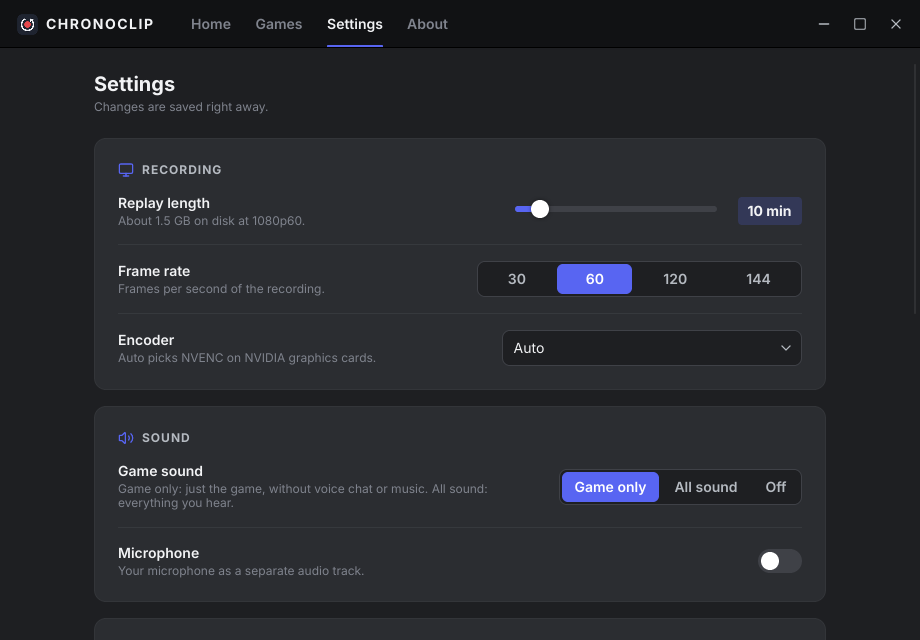 CHRONOCLIP
Home Games Settings About
Settings
Changes are saved right away.
RECORDING
Replay length
About 1.5 GB on disk at 1080p60.
10 min
Frame rate
Frames per second of the recording.
30 60 120 144
Encoder
Auto picks NVENC on NVIDIA graphics cards.
Auto
SOUND
Game sound
Game only: just the game, without voice chat or music. All sound:
everything you hear.
Game only All sound Off
Microphone
Your microphone as a separate audio track.